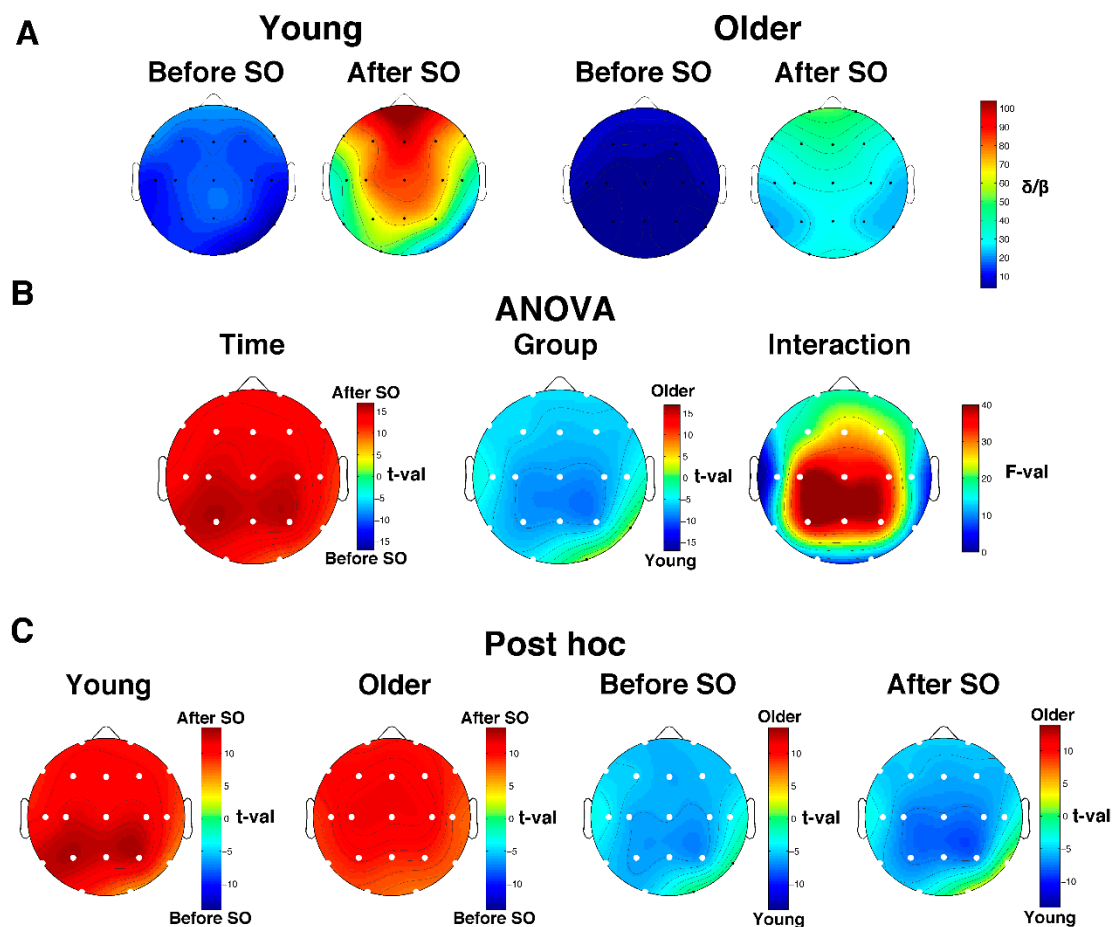 A
Young Older
Before SO After SO Before SO After SO
100
90
80
70
60
50
40
30
20
10
δ/β
B
ANOVA
Time Group Interaction
After SO
15
10
5
0
−5
−10
−15
t-val
Before SO
Older
15
10
5
0
−5
−10
−15
t-val
Young
40
30
20
10
0
F-val
C
Post hoc
Young Older Before SO After SO
After SO
10
5
0
−5
−10
t-val
Before SO
After SO
10
5
0
−5
−10
t-val
Before SO
Older
10
5
0
−5
−10
t-val
Young
Older
10
5
0
−5
−10
t-val
Young